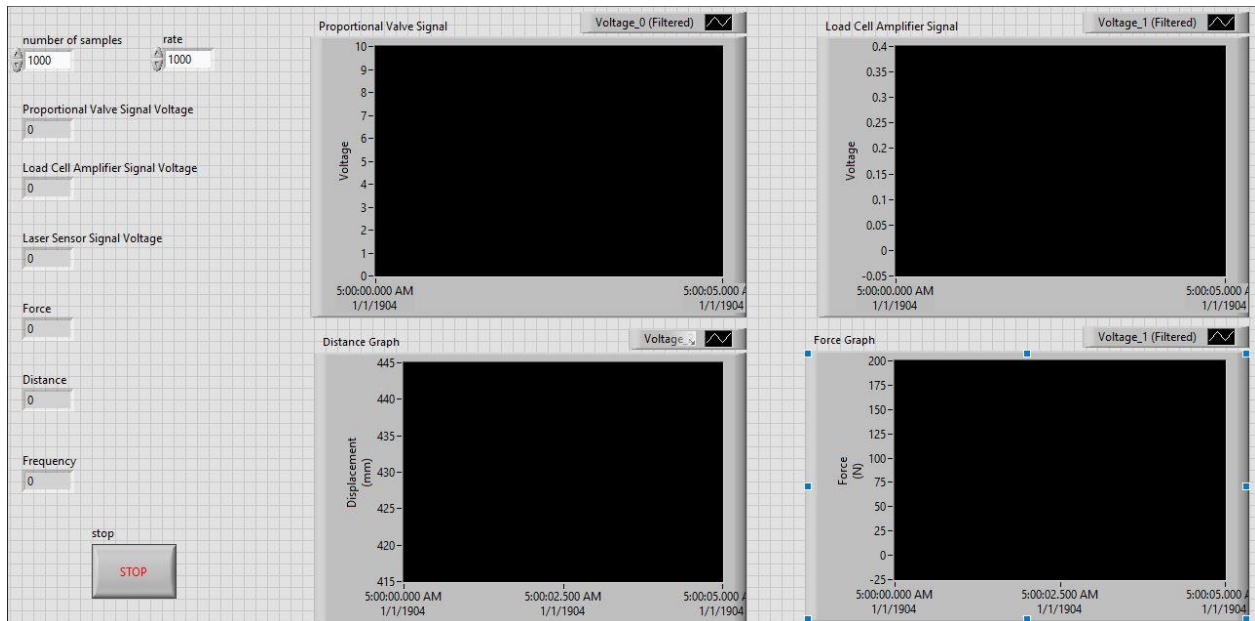 number of samples
1000
rate
1000
Proportional Valve Signal Voltage
0
Load Cell Amplifier Signal Voltage
0
Laser Sensor Signal Voltage
0
Force
0
Distance
0
Frequency
0
stop
STOP
Proportional Valve Signal
Voltage_0 (Filtered)
Voltage
10
9
8
7
6
5
4
3
2
1
0
5:00:00.000 AM
1/1/1904
5:00:05.000 A
1/1/1904
Load Cell Amplifier Signal
Voltage_1 (Filtered)
Voltage
0.4
0.35
0.3
0.25
0.2
0.15
0.1
0.05
0
-0.05
5:00:00.000 AM
1/1/1904
5:00:05.000 A
1/1/1904
Distance Graph
Voltage_
Displacement
(mm)
445
440
435
430
425
420
415
5:00:00.000 AM
1/1/1904
5:00:02.500 AM
1/1/1904
5:00:05.000 A
1/1/1904
Force Graph
Voltage_1 (Filtered)
Force
(N)
200
175
150
125
100
75
50
25
0
-25
5:00:00.000 AM
1/1/1904
5:00:02.500 AM
1/1/1904
5:00:05.000 A
1/1/1904